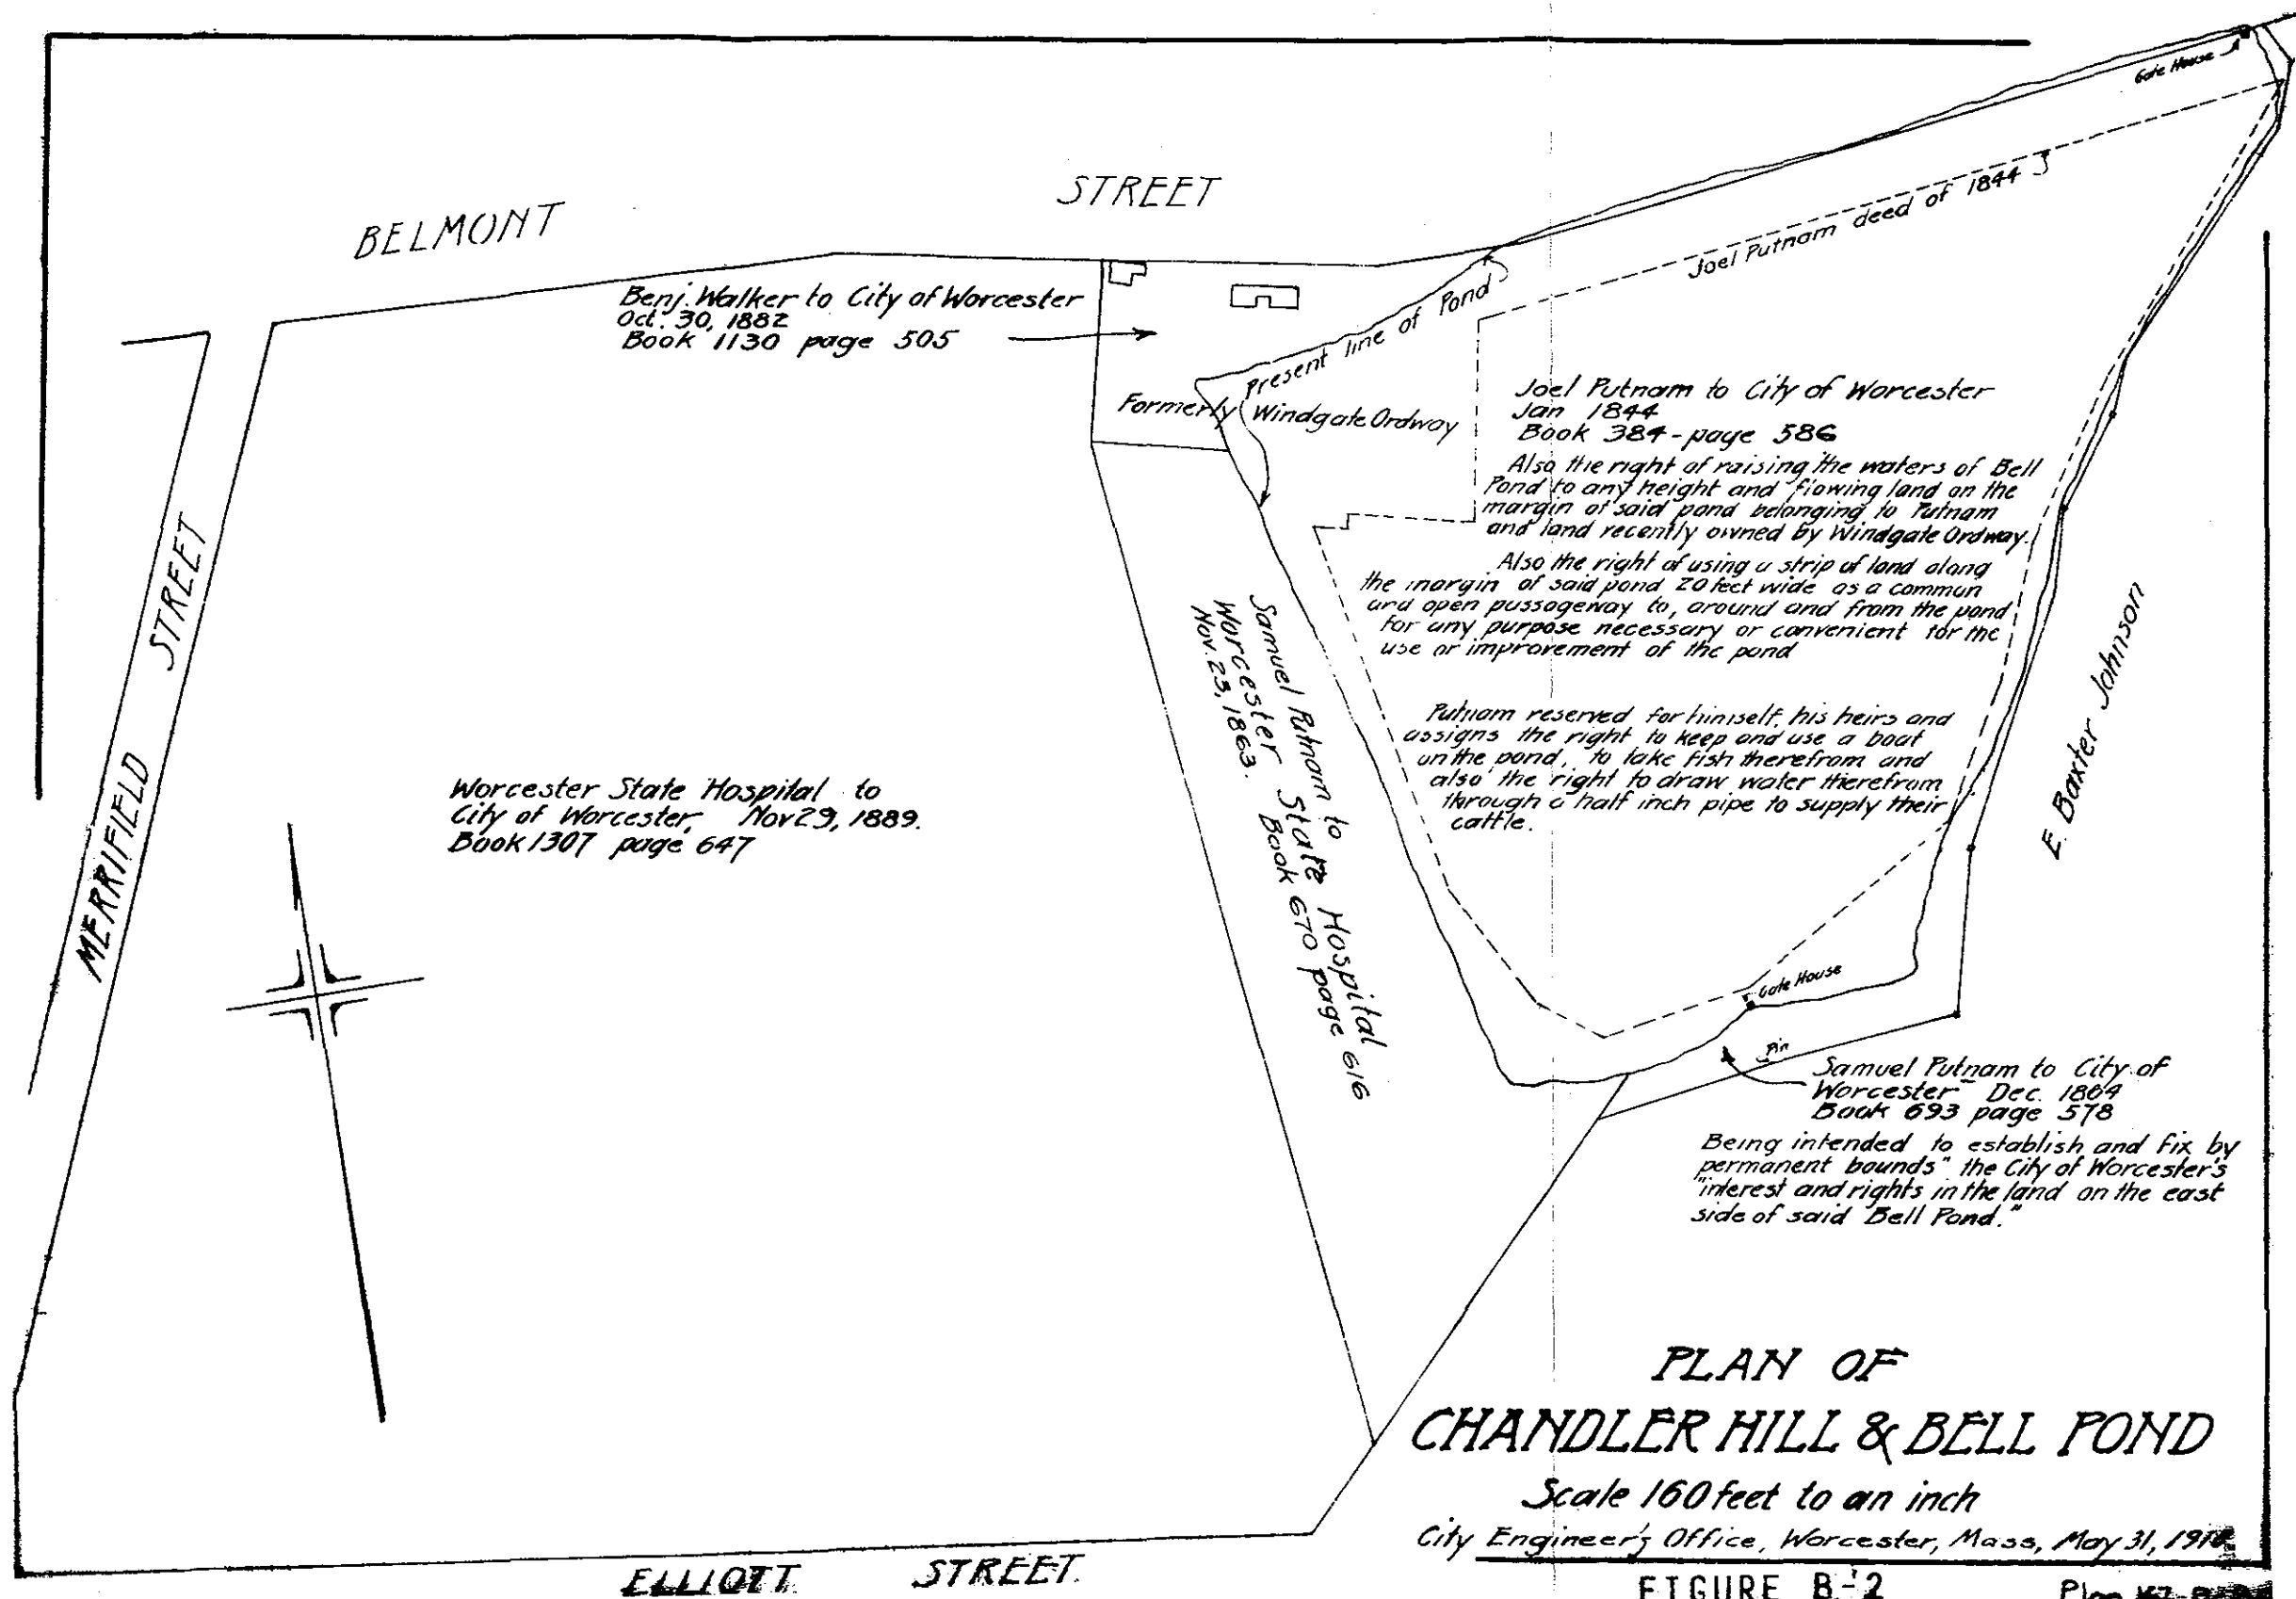 Gate House
BELMONT STREET
Joel Putnam deed of 1844
Benj. Walker to City of Worcester
Oct. 30, 1882
Book 1130 page 505
Present line of Pond
Formerly Windgate Ordway
Joel Putnam to City of Worcester
Jan 1844
Book 384 - page 586
Also the right of raising the waters of Bell
Pond to any height and flowing land on the
margin of said pond belonging to Putnam
and land recently owned by Windgate Ordway.
Also the right of using a strip of land along
the margin of said pond 20 feet wide as a common
and open passageway to, around and from the pond
for any purpose necessary or convenient for the
use or improvement of the pond
Putnam reserved for himself, his heirs and
assigns the right to keep and use a boat
on the pond, to take fish therefrom and
also the right to draw water therefrom
through a half inch pipe to supply their
cattle.
MERRIFIELD STREET
Worcester State Hospital to
City of Worcester, Nov 29, 1889.
Book 1307 page 647
Samuel Putnam to
Worcester State Hospital
Nov. 23, 1863. Book 670 page 616
E. Baxter Johnson
Gate House
Pin
Samuel Putnam to City of
Worcester - Dec. 1864
Book 693 page 578
Being intended to establish and fix by
permanent bounds" the City of Worcester's
"interest and rights in the land on the east
side of said Bell Pond."
PLAN OF
CHANDLER HILL & BELL POND
Scale 160 feet to an inch
City Engineer's Office, Worcester, Mass, May 31,
ELLIOTT STREET.
FIGURE B-2
Plan